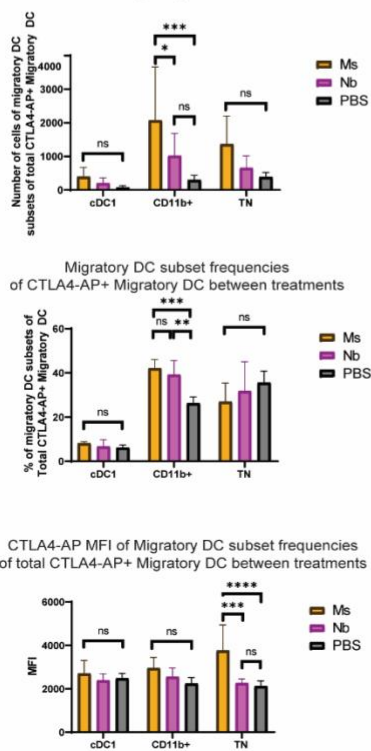 Number of cells of migratory DC
subsets of total CTLA4-AP+ Migratory DC
4000
3000
2000
1000
0
***
*
ns
ns
ns
cDC1
CD11b+
TN
Ms
Nb
PBS
Migratory DC subset frequencies
of CTLA4-AP+ Migratory DC between treatments
% of migratory DC subsets of
Total CTLA4-AP+ Migratory DC
60
40
20
0
***
ns
**
ns
ns
cDC1
CD11b+
TN
Ms
Nb
PBS
CTLA4-AP MFI of Migratory DC subset frequencies
of total CTLA4-AP+ Migratory DC between treatments
MFI
6000
4000
2000
0
****
***
ns
ns
ns
cDC1
CD11b+
TN
Ms
Nb
PBS